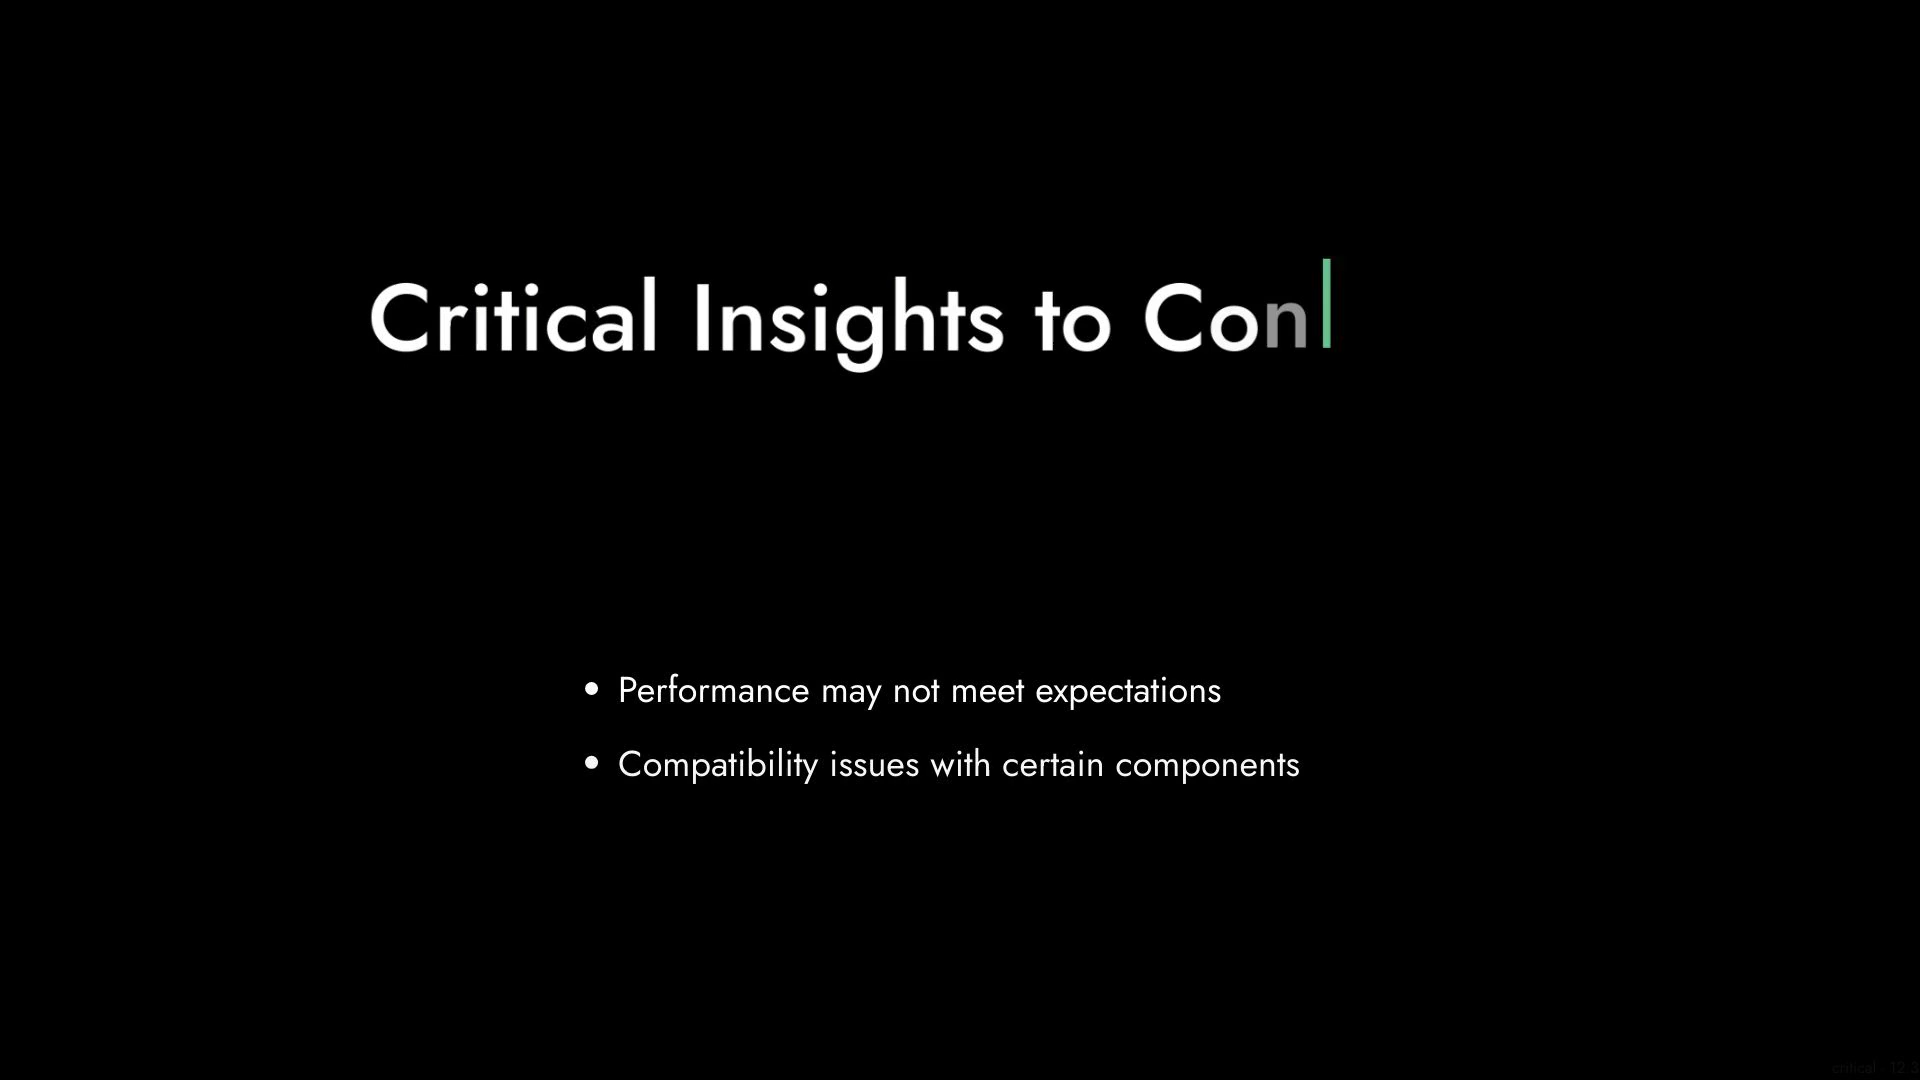 Critical Insights to Con
• Performance may not meet expectations
• Compatibility issues with certain components